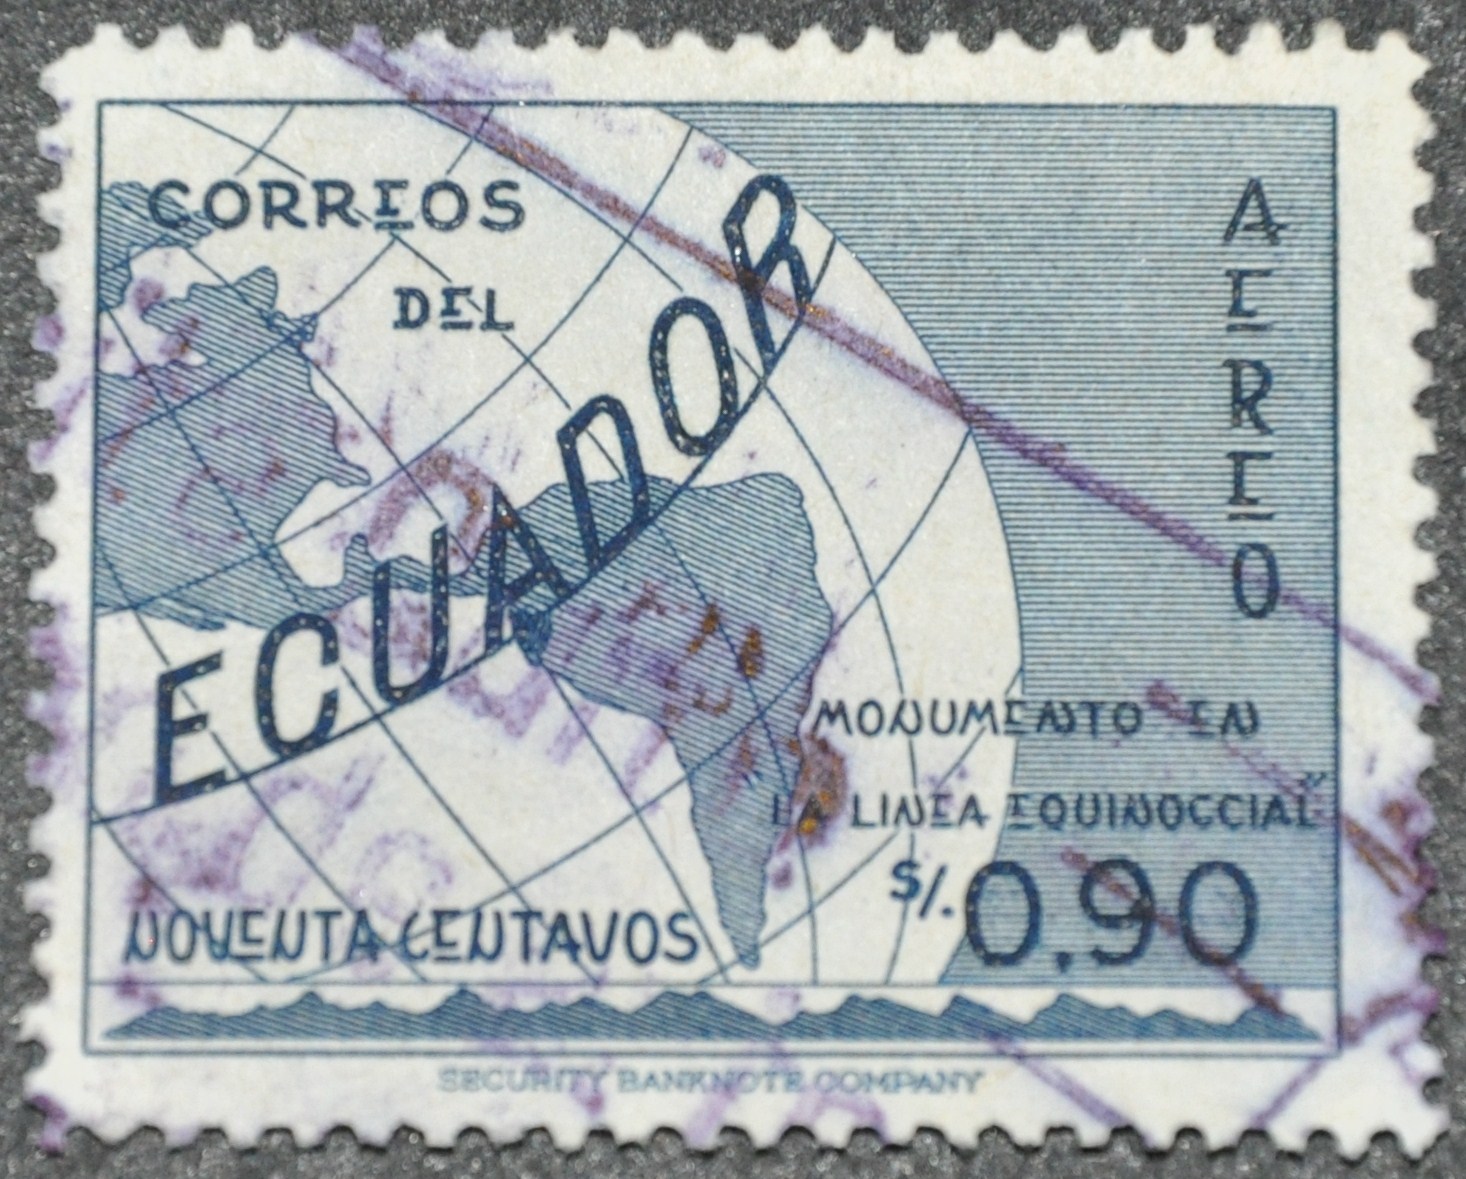 CORREOS
DEL
ECUADOR
AEREO
MONUMENTO EN
LA LINEA EQUINOCCIAL"
S/.0.90
NOVENTA CENTAVOS
SECURITY BANKNOTE COMPANY